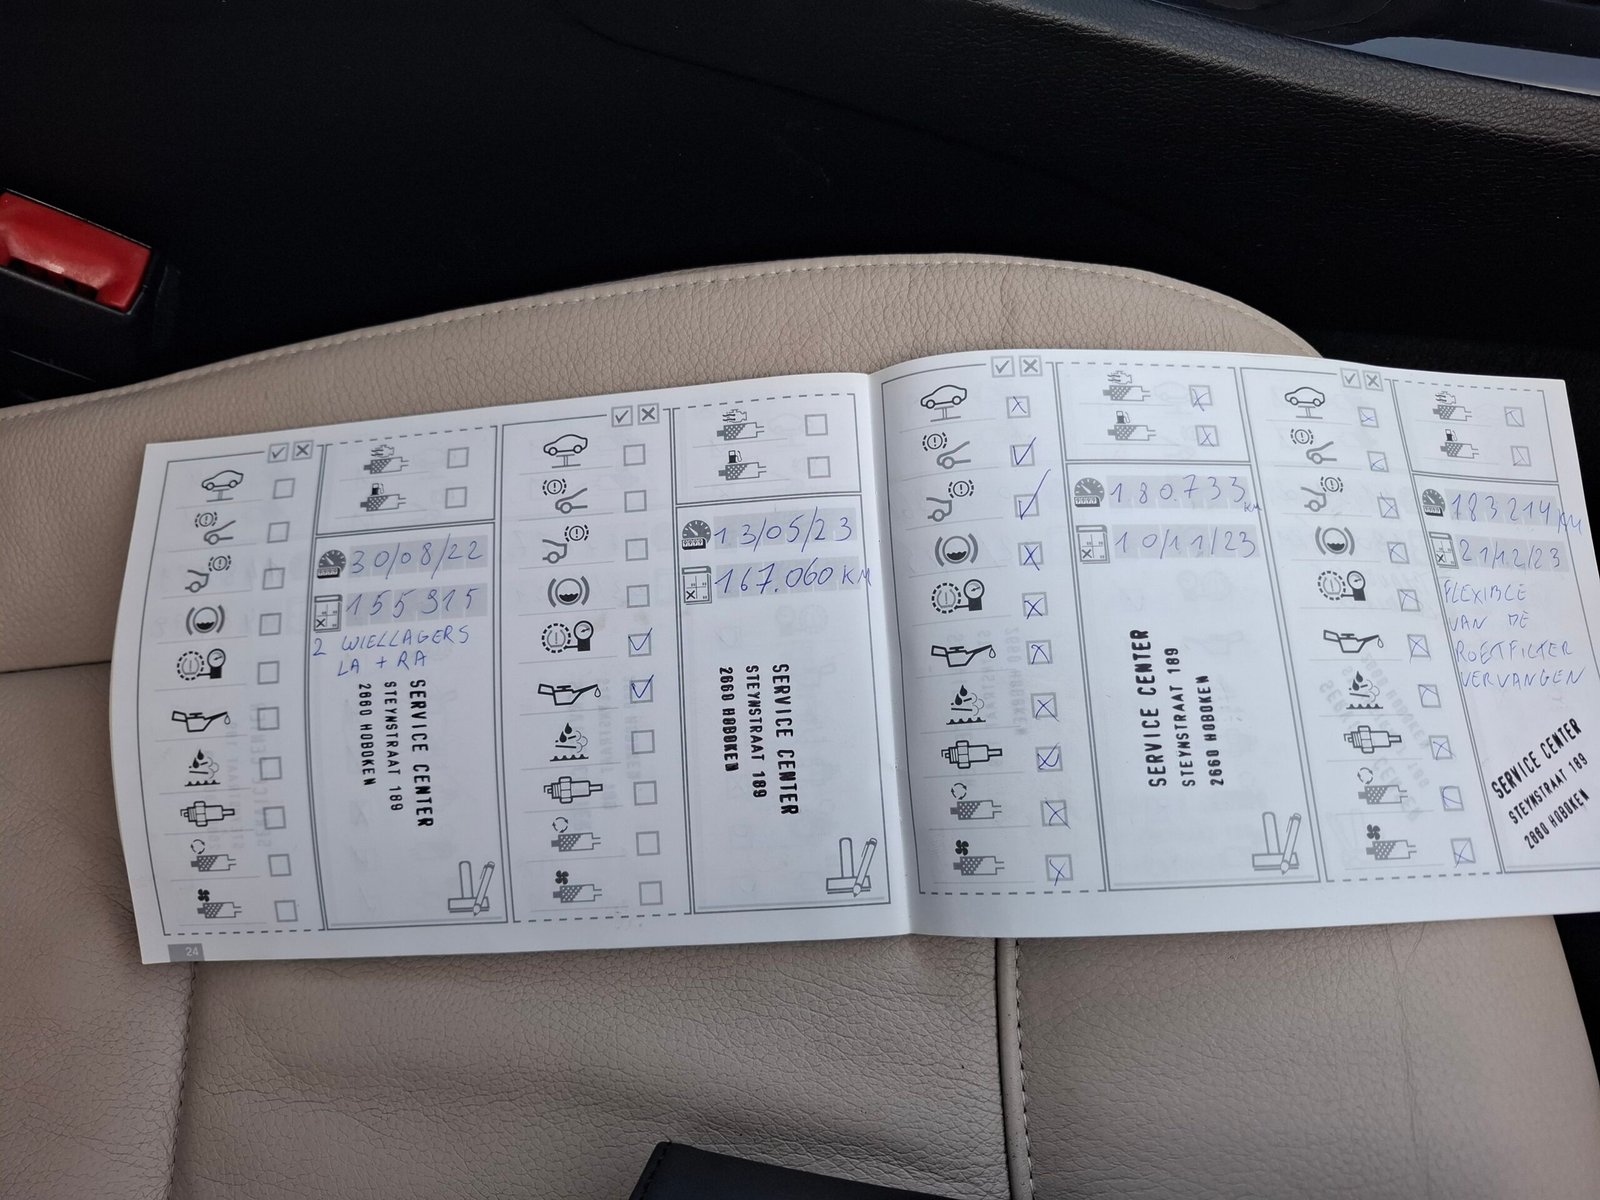 30/08/22
155315
2 WIELLAGERS
LA + RA
SERVICE CENTER
STEYNSTRAAT 189
2660 HOBOKEN
24
13/05/23
167.060 KM
SERVICE CENTER
STEYNSTRAAT 189
2660 HOBOKEN
180.733 KM
10/11/23
SERVICE CENTER
STEYNSTRAAT 189
2660 HOBOKEN
183214 KM
21/12/23
FLEXIBLE
VAN DE
ROETFILTER
VERVANGEN
SERVICE CENTER
STEYNSTRAAT 189
2660 HOBOKEN